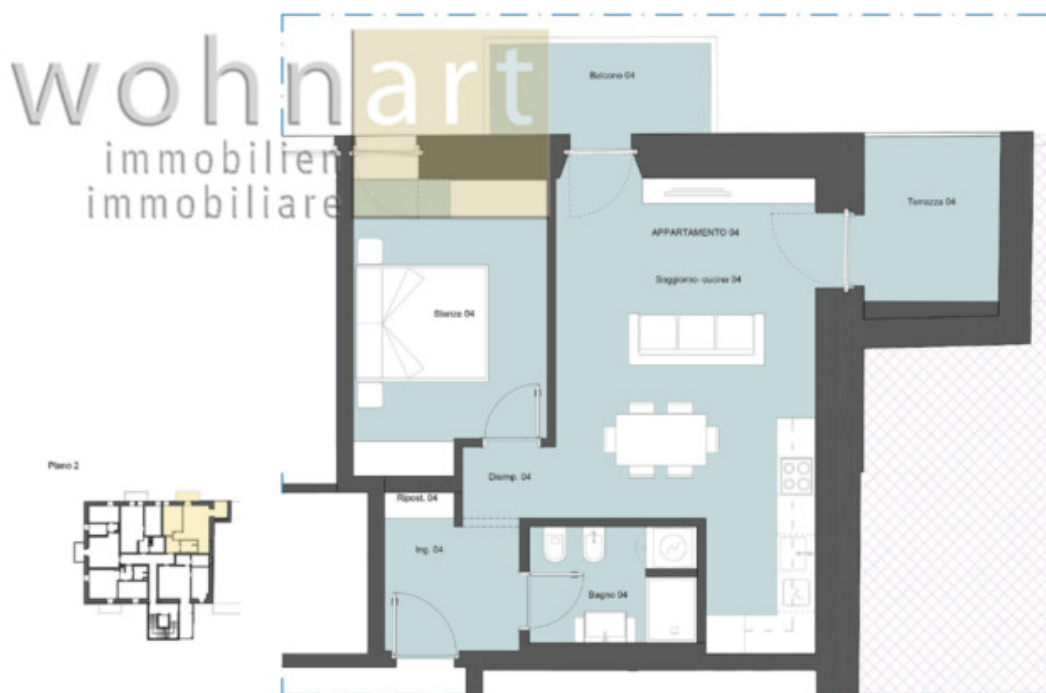 wohnart
immobilien
immobiliare
Balcone 04
Terrazza 04
APPARTAMENTO 04
Soggiorno- cucina 04
Stanza 04
Disimp. 04
Ripost. 04
Ing. 04
Bagno 04
Piano 2